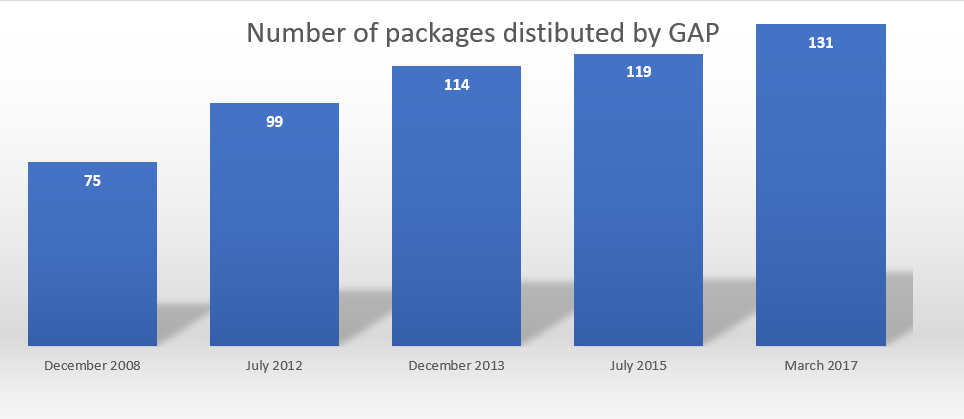 Number of packages distibuted by GAP
131
119
114
99
75
December 2008
July 2012
December 2013
July 2015
March 2017